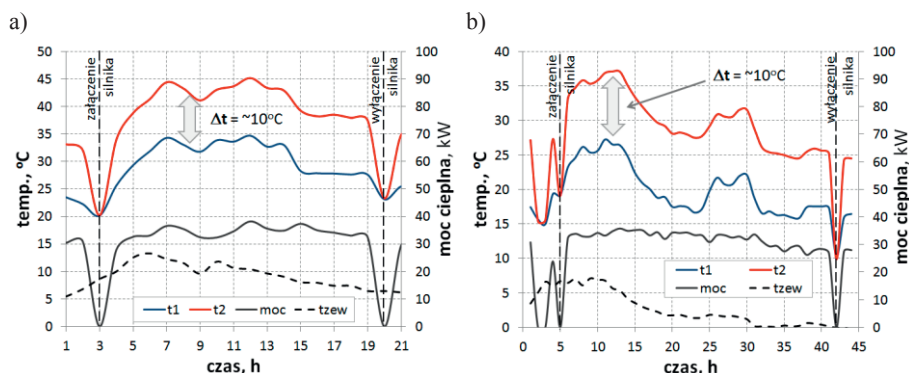 a)
50
45
40
35
30
25
20
15
10
5
0
temp., °C
załączenie
silnika
Δt = ~10°C
wyłączenie
silnika
100
90
80
70
60
50
40
30
20
10
0
moc cieplna, kW
t1
t2
moc
tzew
1 3 5 7 9 11 13 15 17 19 21
czas, h
b)
40
35
30
25
20
15
10
5
0
temp., °C
załączenie
silnika
Δt = ~10°C
wyłączenie
silnika
100
90
80
70
60
50
40
30
20
10
0
moc cieplna, kW
t1
t2
moc
tzew
0 5 10 15 20 25 30 35 40 45
czas, h